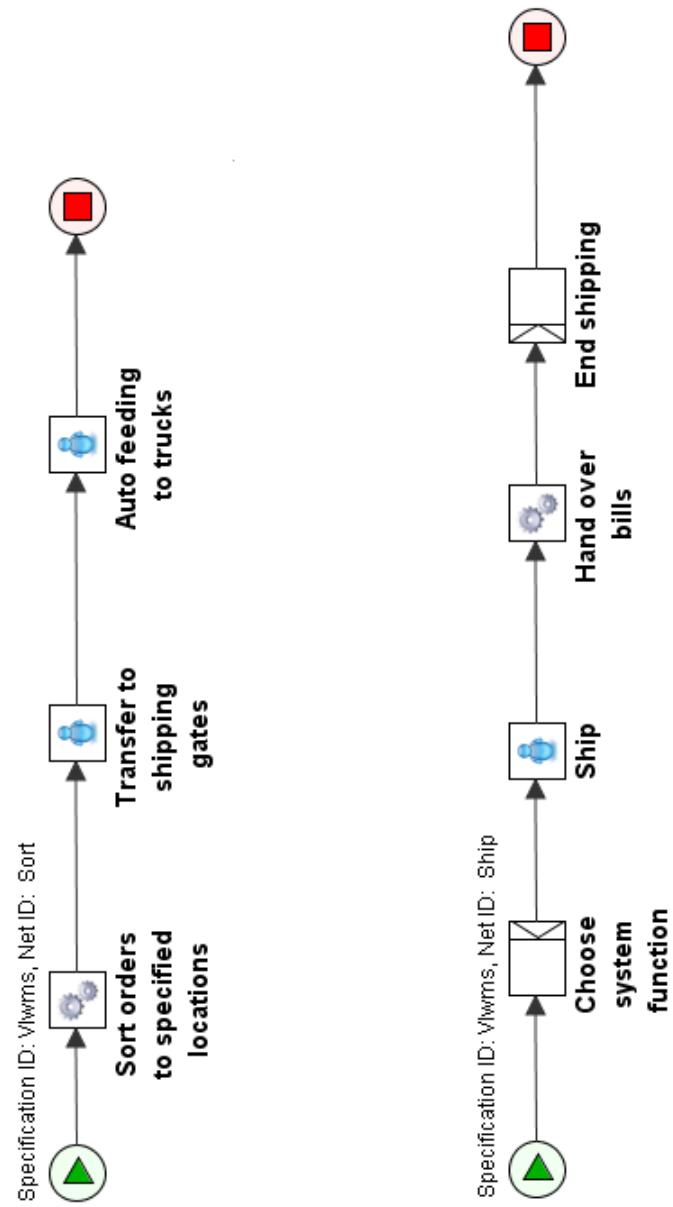 Specification ID: Vlwms, Net ID: Sort
Sort orders
to specified
locations
Transfer to
shipping
gates
Auto feeding
to trucks
Specification ID: Vlwms, Net ID: Ship
Choose
system
function
Ship
Hand over
bills
End shipping